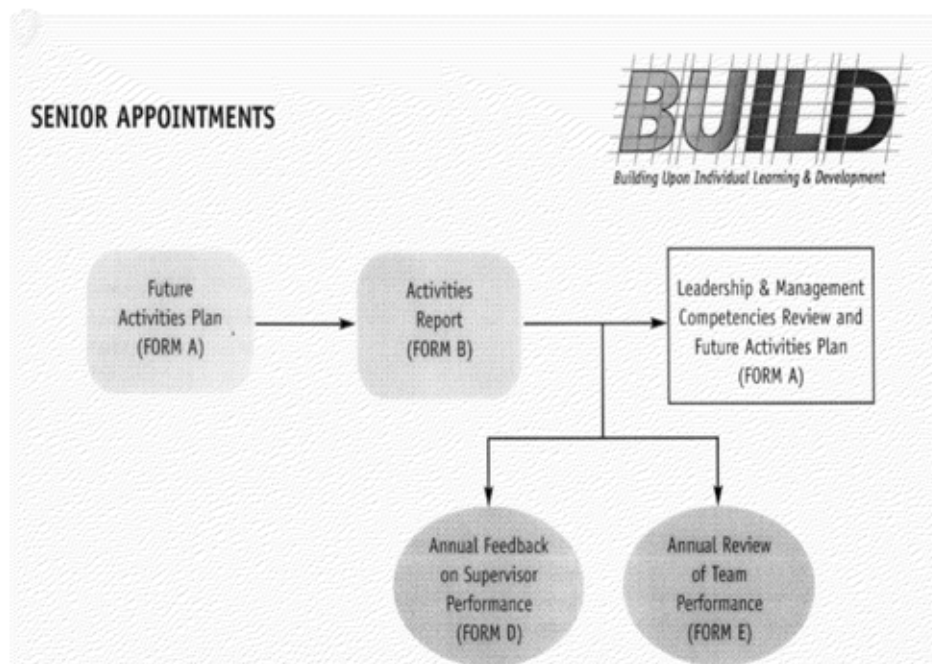 SENIOR APPOINTMENTS
BUILD
Building Upon Individual Learning & Development
Future
Activities Plan
(FORM A)
Activities
Report
(FORM B)
Leadership & Management
Competencies Review and
Future Activities Plan
(FORM A)
Annual Feedback
on Supervisor
Performance
(FORM D)
Annual Review
of Team
Performance
(FORM E)